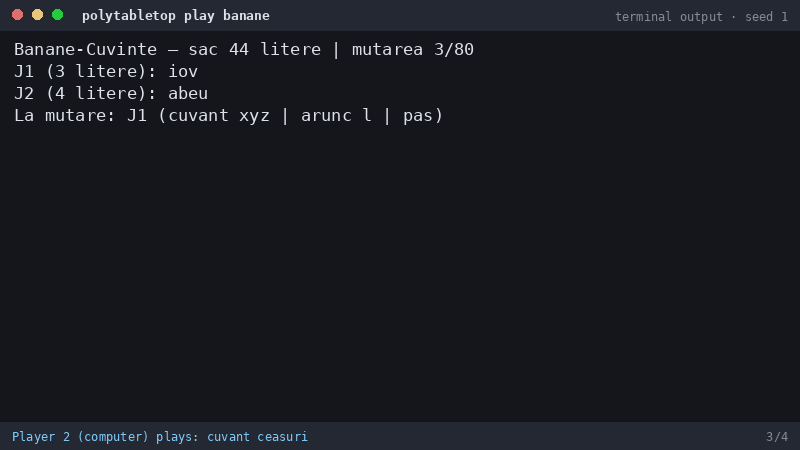 polytabletop play banane
terminal output · seed 1
Banane-Cuvinte — sac 44 litere | mutarea 3/80
J1 (3 litere): iov
J2 (4 litere): abeu
La mutare: J1 (cuvant xyz | arunc l | pas)
Player 2 (computer) plays: cuvant ceasuri
3/4